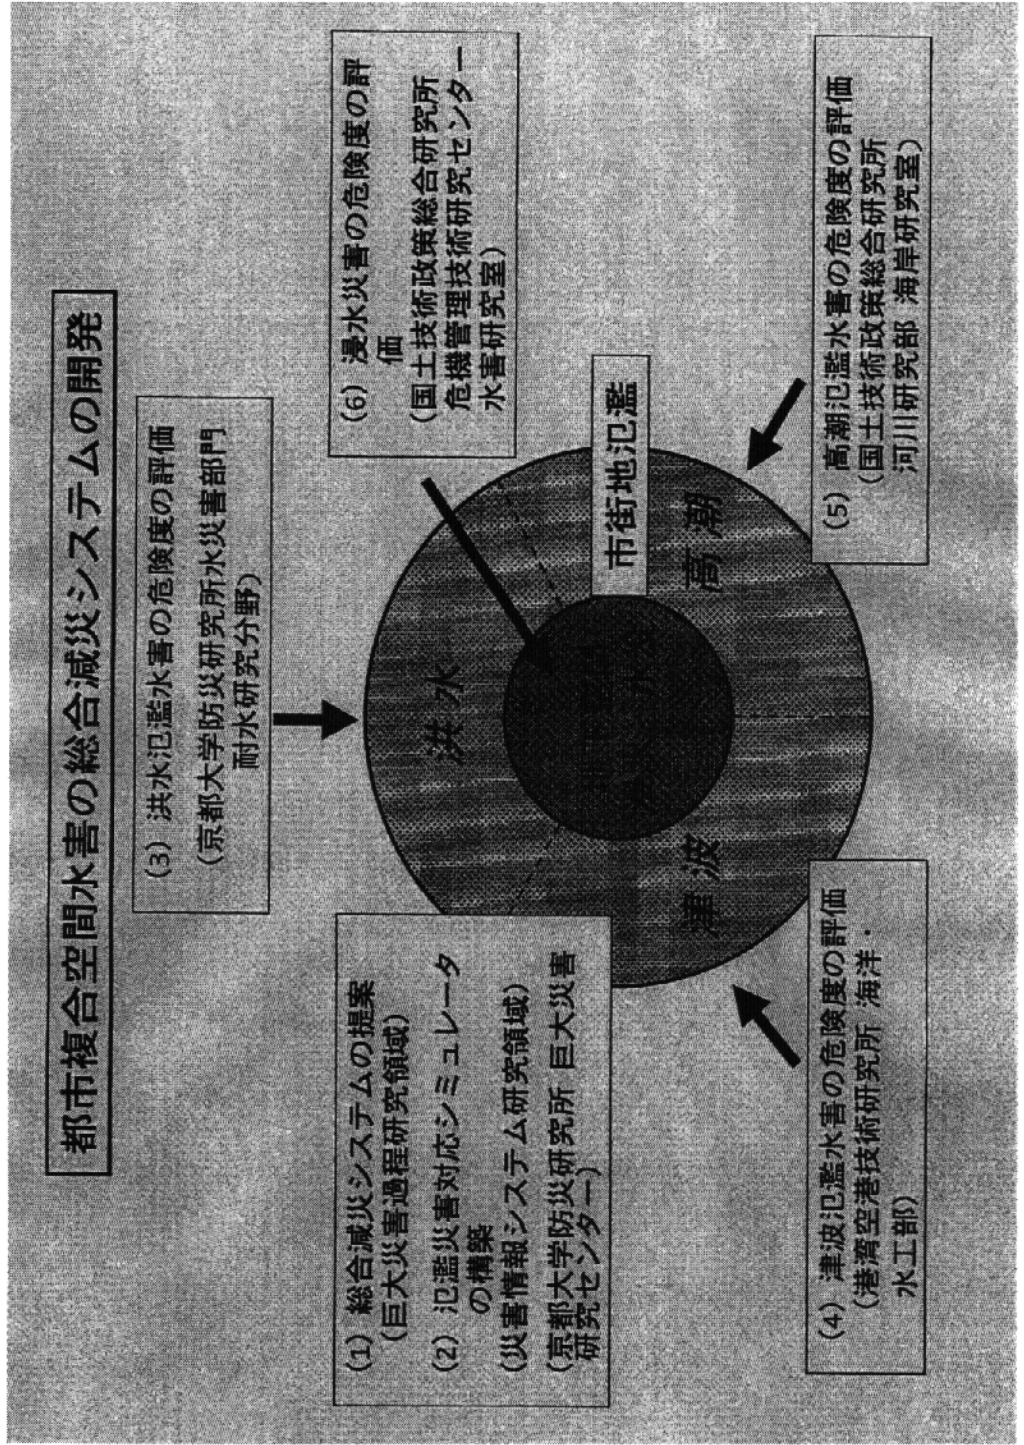 都市複合空間水害の総合減災システムの開発
(3) 洪水氾濫水害の危険度の評価
(京都大学防災研究所水災害部門
耐水研究分野)
(1) 総合減災システムの提案
(巨大災害過程研究領域)
(2) 氾濫災害対応シミュレータ
の構築
(災害情報システム研究領域)
(京都大学防災研究所 巨大災害
研究センター)
(6) 浸水災害の危険度の評
価
(国土技術政策総合研究所
危機管理技術研究センター
水害研究室)
洪水
市街地氾濫
津波
高潮
(4) 津波氾濫水害の危険度の評価
(港湾空港技術研究所 海洋・
水工部)
(5) 高潮氾濫水害の危険度の評価
(国土技術政策総合研究所
河川研究部 海岸研究室)